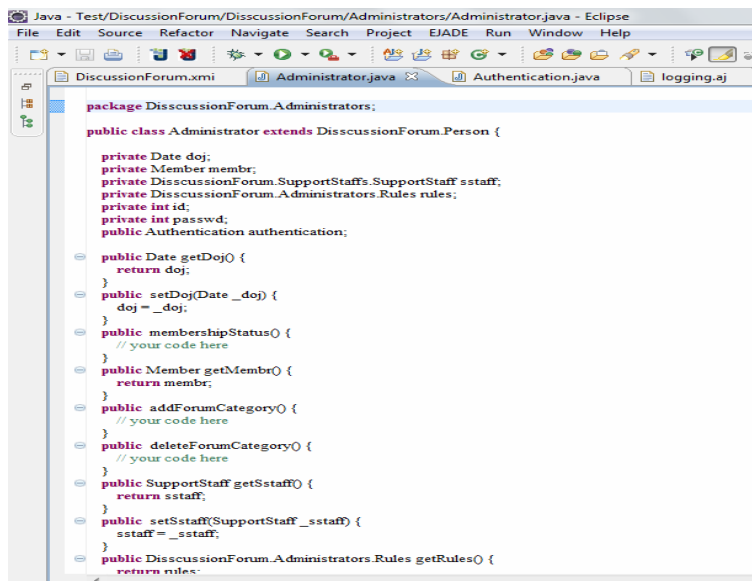 Java - Test/DiscussionForum/DisscussionForum/Administrators/Administrator.java - Eclipse
File Edit Source Refactor Navigate Search Project EJADE Run Window Help
DiscussionForum.xmi Administrator.java Authentication.java logging.aj
package DisscussionForum.Administrators;
public class Administrator extends DisscussionForum.Person {
private Date doj;
private Member membr;
private DisscussionForum.SupportStaffs.SupportStaff sstaff;
private DisscussionForum.Administrators.Rules rules;
private int id;
private int passwd;
public Authentication authentication;
public Date getDoj() {
return doj;
}
public setDoj(Date _doj) {
doj = _doj;
}
public membershipStatus() {
// your code here
}
public Member getMembr() {
return membr;
}
public addForumCategory() {
// your code here
}
public deleteForumCategory() {
// your code here
}
public SupportStaff getSstaff() {
return sstaff;
}
public setSstaff(SupportStaff _sstaff) {
sstaff = _sstaff;
}
public DisscussionForum.Administrators.Rules getRules() {
return rules;